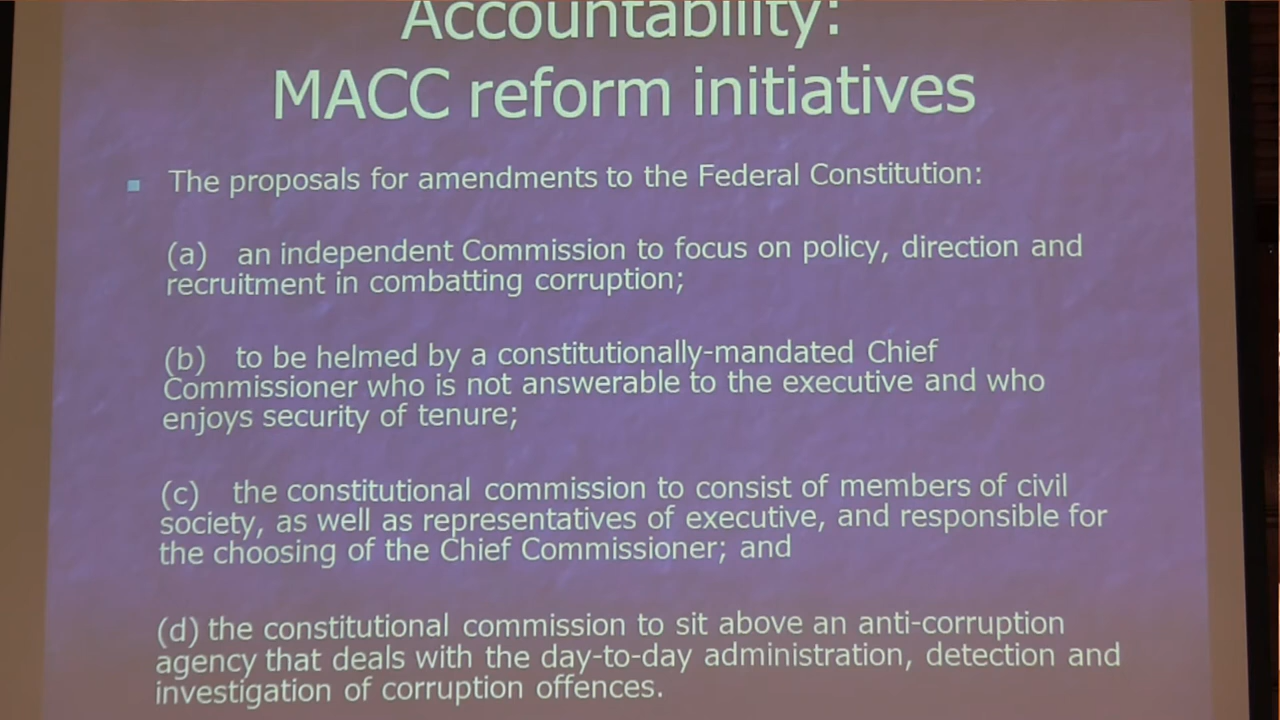 Accountability:
MACC reform initiatives
The proposals for amendments to the Federal Constitution:
(a) an independent Commission to focus on policy, direction and
recruitment in combatting corruption;
(b) to be helmed by a constitutionally-mandated Chief
Commissioner who is not answerable to the executive and who
enjoys security of tenure;
(c) the constitutional commission to consist of members of civil
society, as well as representatives of executive, and responsible for
the choosing of the Chief Commissioner; and
(d) the constitutional commission to sit above an anti-corruption
agency that deals with the day-to-day administration, detection and
investigation of corruption offences.